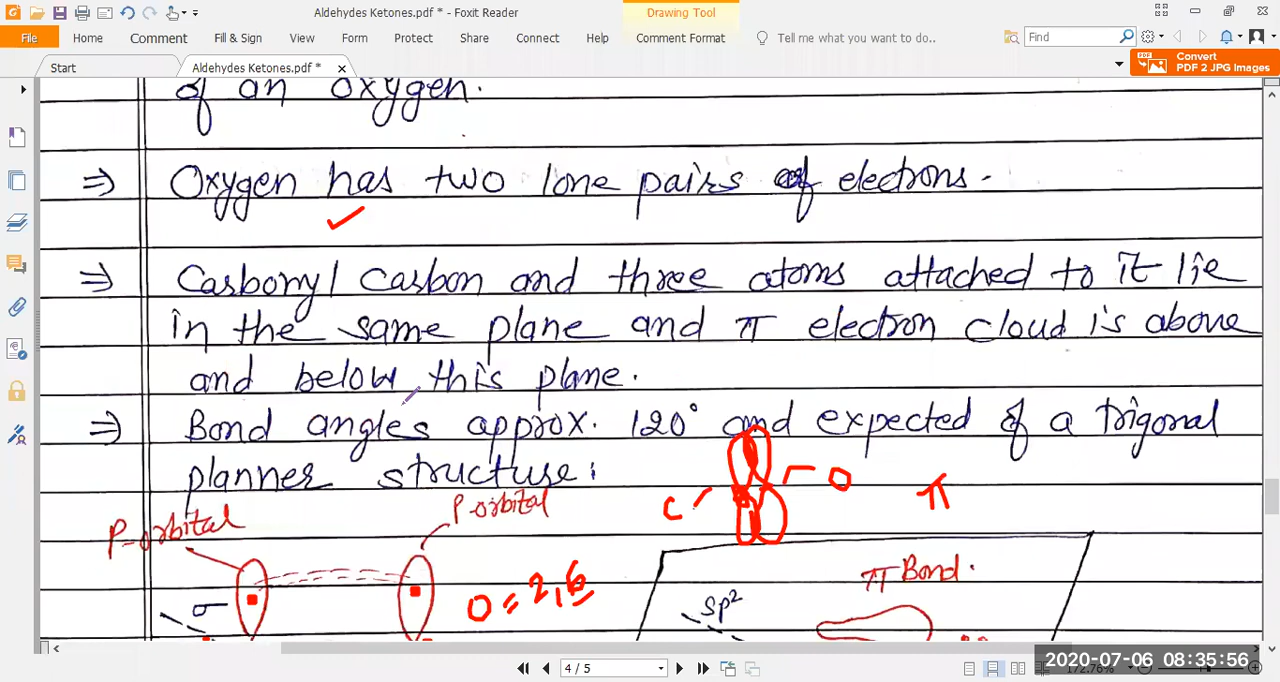 Aldehydes Ketones.pdf * - Foxit Reader
Drawing Tool
File Home Comment Fill & Sign View Form Protect Share Connect Help Comment Format Tell me what you want to do.. Find
Convert
PDF 2 JPG Images
Start Aldehydes Ketones.pdf *
of an oxygen.
⇒ Oxygen has two lone pairs of electrons.
⇒ Carbonyl carbon and three atoms attached to it lie
in the same plane and π electron cloud is above
and below this plane.
⇒ Bond angles approx. 120° and expected of a trigonal
planner structure:
C O π
P-orbital P orbital
π Bond.
σ O = 2,6 sp²
4 / 5
172.76%
2020-07-06 08:35:56